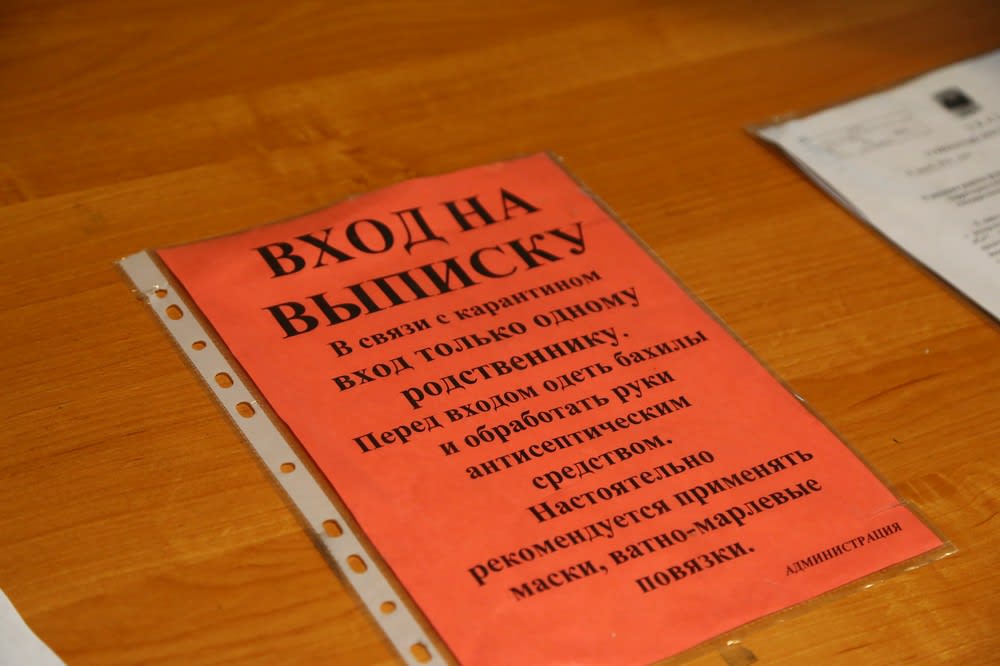 ВХОД НА
ВЫПИСКУ
В связи с карантином
вход только одному
родственнику.
Перед входом одеть бахилы
и обработать руки
антисептическим
средством.
Настоятельно
рекомендуется применять
маски, ватно-марлевые
повязки.
АДМИНИСТРАЦИЯ